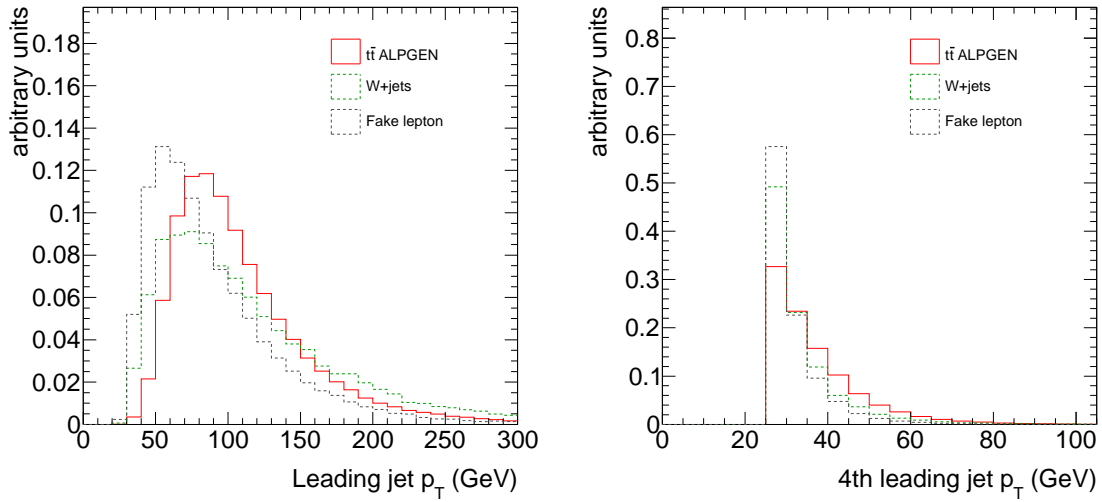 arbitrary units
0.18
0.16
0.14
0.12
0.1
0.08
0.06
0.04
0.02
0
tt̄ ALPGEN
W+jets
Fake lepton
0 50 100 150 200 250 300
Leading jet p_T (GeV)
arbitrary units
0.8
0.7
0.6
0.5
0.4
0.3
0.2
0.1
0
tt̄ ALPGEN
W+jets
Fake lepton
0 20 40 60 80 100
4th leading jet p_T (GeV)